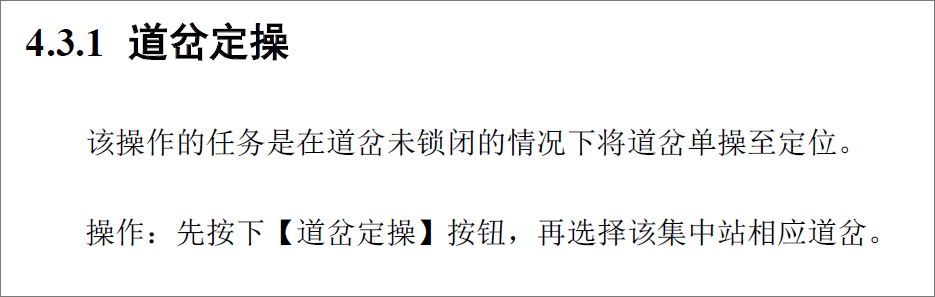 4.3.1 道岔定操
该操作的任务是在道岔未锁闭的情况下将道岔单操至定位。
操作：先按下【道岔定操】按钮，再选择该集中站相应道岔。